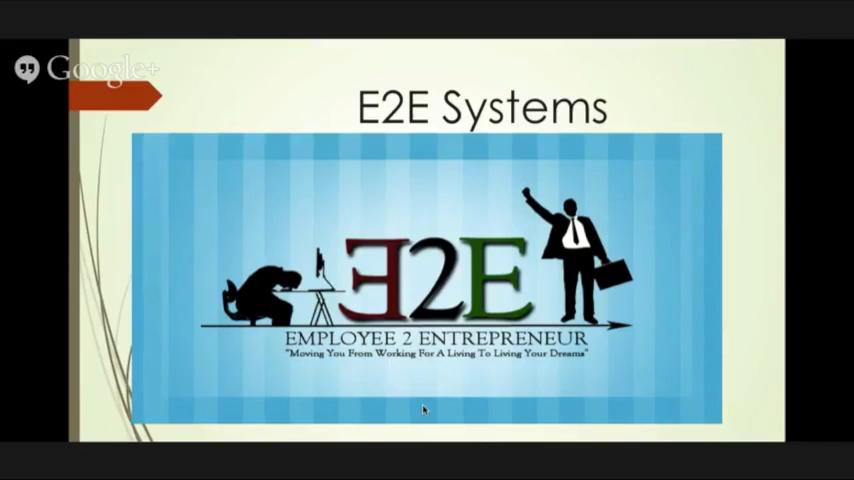 Google+
E2E Systems
E2E
EMPLOYEE 2 ENTREPRENEUR
"Moving You From Working For A Living To Living Your Dreams"